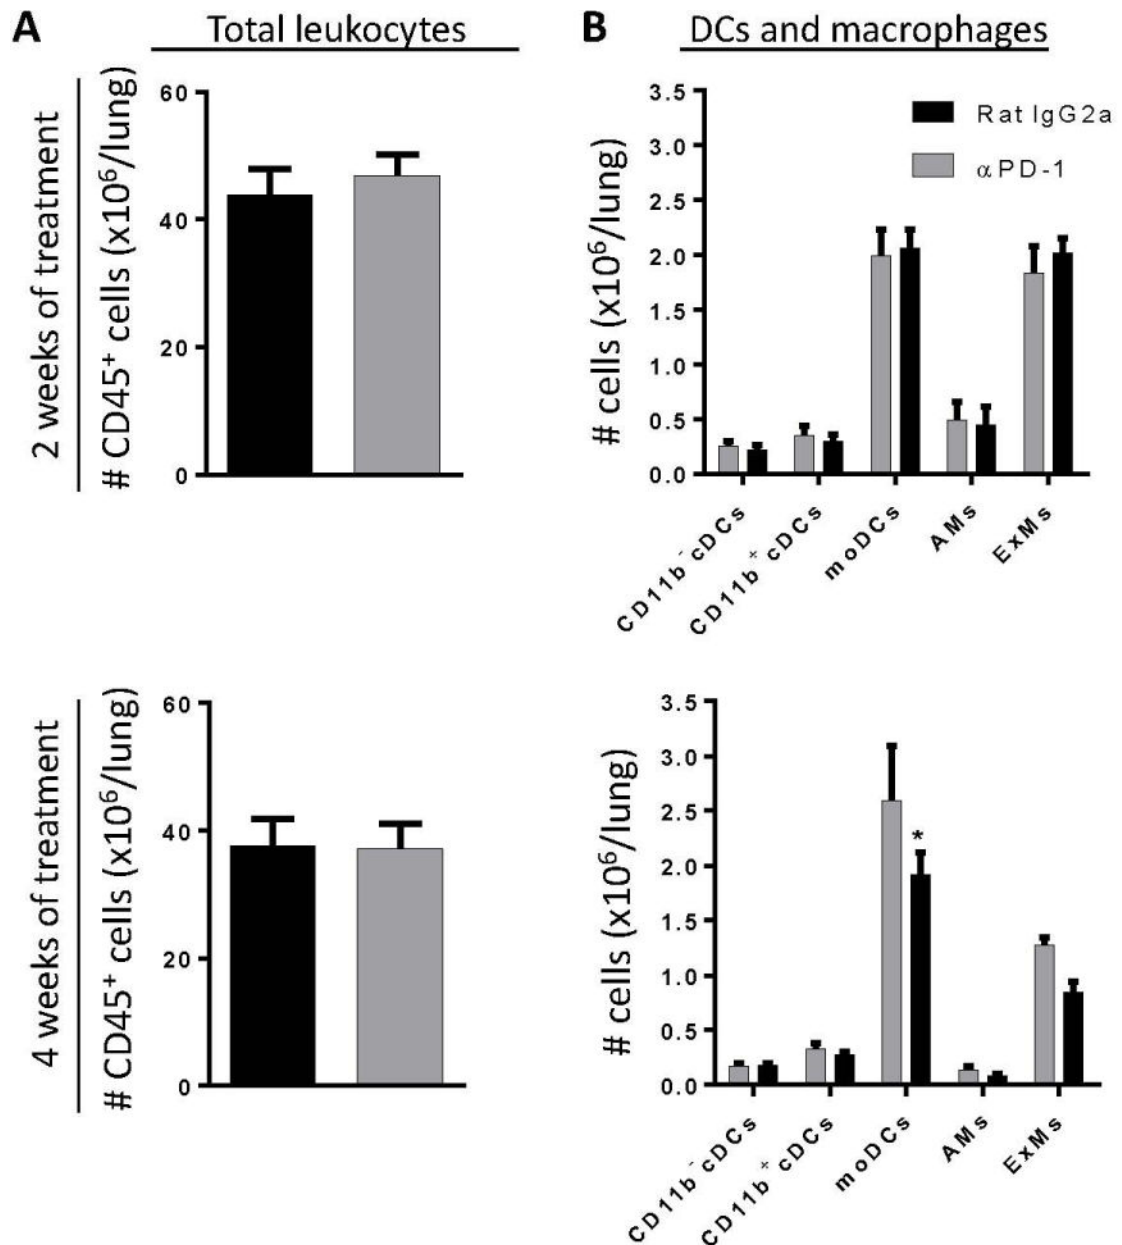 A
Total leukocytes
2 weeks of treatment
# CD45⁺ cells (x10⁶/lung)
60
40
20
0
B
DCs and macrophages
# cells (x10⁶/lung)
3.5
3.0
2.5
2.0
1.5
1.0
0.5
0.0
Rat IgG2a
αPD-1
CD11b⁻cDCs
CD11b⁺cDCs
moDCs
AMs
ExMs
4 weeks of treatment
# CD45⁺ cells (x10⁶/lung)
60
40
20
0
# cells (x10⁶/lung)
3.5
3.0
2.5
2.0
1.5
1.0
0.5
0.0
*
CD11b⁻cDCs
CD11b⁺cDCs
moDCs
AMs
ExMs